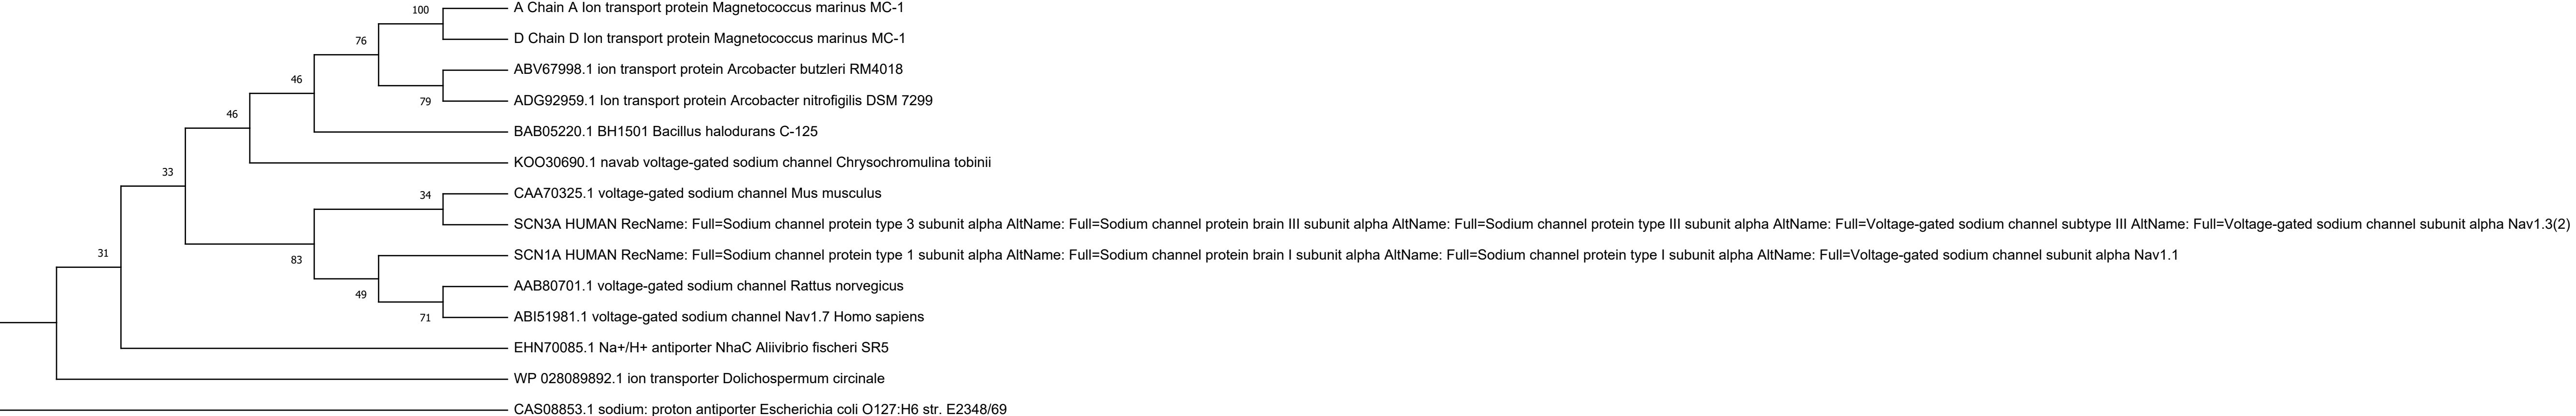 100
A Chain A Ion transport protein Magnetococcus marinus MC-1
76
D Chain D Ion transport protein Magnetococcus marinus MC-1
ABV67998.1 ion transport protein Arcobacter butzleri RM4018
46
79
ADG92959.1 Ion transport protein Arcobacter nitrofigilis DSM 7299
46
BAB05220.1 BH1501 Bacillus halodurans C-125
KOO30690.1 navab voltage-gated sodium channel Chrysochromulina tobinii
33
34
CAA70325.1 voltage-gated sodium channel Mus musculus
SCN3A HUMAN RecName: Full=Sodium channel protein type 3 subunit alpha AltName: Full=Sodium channel protein brain III subunit alpha AltName: Full=Sodium channel protein type III subunit alpha AltName: Full=Voltage-gated sodium channel subtype III AltName: Full=Voltage-gated sodium channel subunit alpha Nav1.3(2)
31
83
SCN1A HUMAN RecName: Full=Sodium channel protein type 1 subunit alpha AltName: Full=Sodium channel protein brain I subunit alpha AltName: Full=Sodium channel protein type I subunit alpha AltName: Full=Voltage-gated sodium channel subunit alpha Nav1.1
49
AAB80701.1 voltage-gated sodium channel Rattus norvegicus
71
ABI51981.1 voltage-gated sodium channel Nav1.7 Homo sapiens
EHN70085.1 Na+/H+ antiporter NhaC Aliivibrio fischeri SR5
WP 028089892.1 ion transporter Dolichospermum circinale
CAS08853.1 sodium: proton antiporter Escherichia coli O127:H6 str. E2348/69